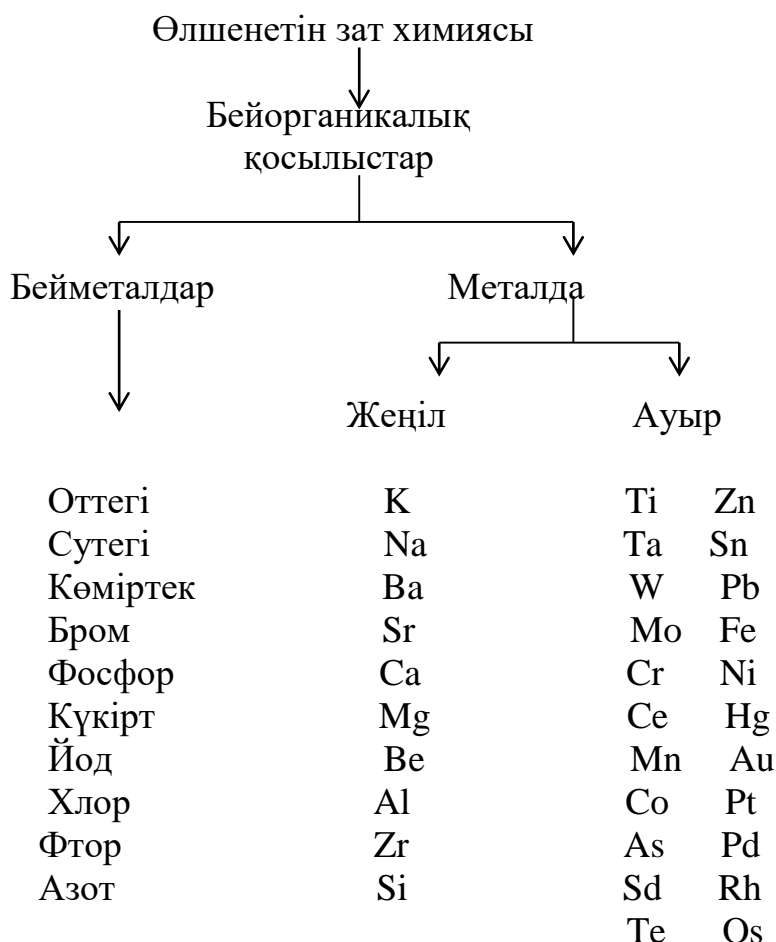 Өлшенетін зат химиясы
Бейорганикалық
қосылыстар
Бейметалдар Металда
Жеңіл Ауыр
Оттегі K Ti Zn
Сутегі Na Ta Sn
Көміртек Ba W Pb
Бром Sr Mo Fe
Фосфор Ca Cr Ni
Күкірт Mg Ce Hg
Йод Be Mn Au
Хлор Al Co Pt
Фтор Zr As Pd
Азот Si Sd Rh
Te Os